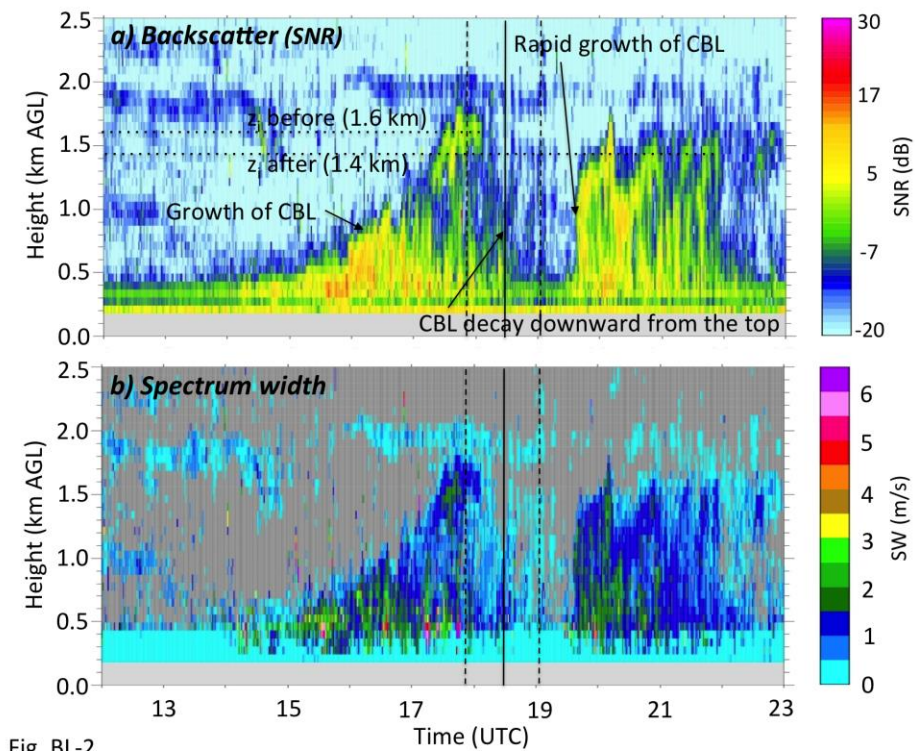 2.5
a) Backscatter (SNR)
Rapid growth of CBL
30
2.0
17
zi before (1.6 km)
1.5
zi after (1.4 km)
5
1.0
Growth of CBL
-7
0.5
CBL decay downward from the top
-20
0.0
Height (km AGL)
SNR (dB)
2.5
b) Spectrum width
6
2.0
5
1.5
4
1.0
3
2
0.5
1
0.0
0
Height (km AGL)
SW (m/s)
13 15 17 19 21 23
Time (UTC)
Fig. BL-2